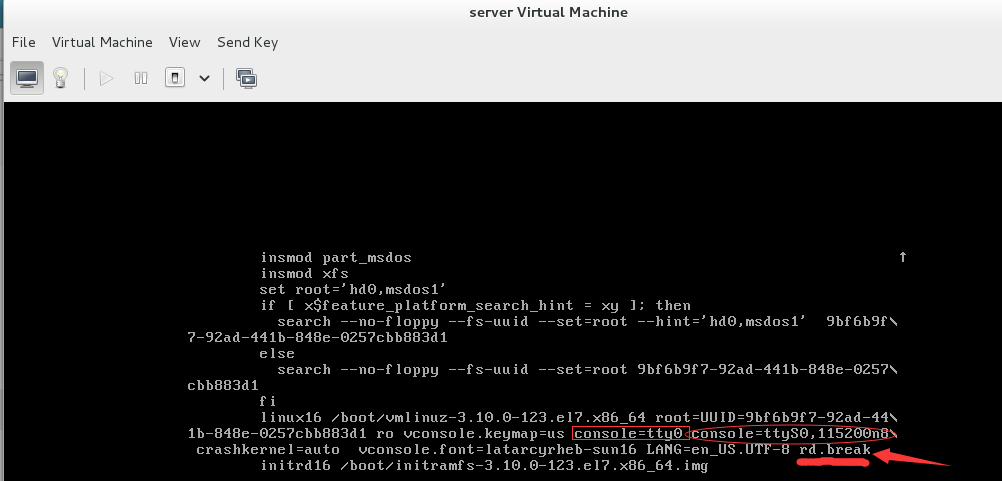 server Virtual Machine
File Virtual Machine View Send Key
insmod part_msdos ↑
insmod xfs
set root='hd0,msdos1'
if [ x$feature_platform_search_hint = xy ]; then
search --no-floppy --fs-uuid --set=root --hint='hd0,msdos1' 9bf6b9f\
7-92ad-441b-848e-0257cbb883d1
else
search --no-floppy --fs-uuid --set=root 9bf6b9f7-92ad-441b-848e-0257\
cbb883d1
fi
linux16 /boot/vmlinuz-3.10.0-123.el7.x86_64 root=UUID=9bf6b9f7-92ad-44\
1b-848e-0257cbb883d1 ro vconsole.keymap=us console=tty0 console=ttyS0,115200n8\
crashkernel=auto vconsole.font=latarcyrheb-sun16 LANG=en_US.UTF-8 rd.break
initrd16 /boot/initramfs-3.10.0-123.el7.x86_64.img